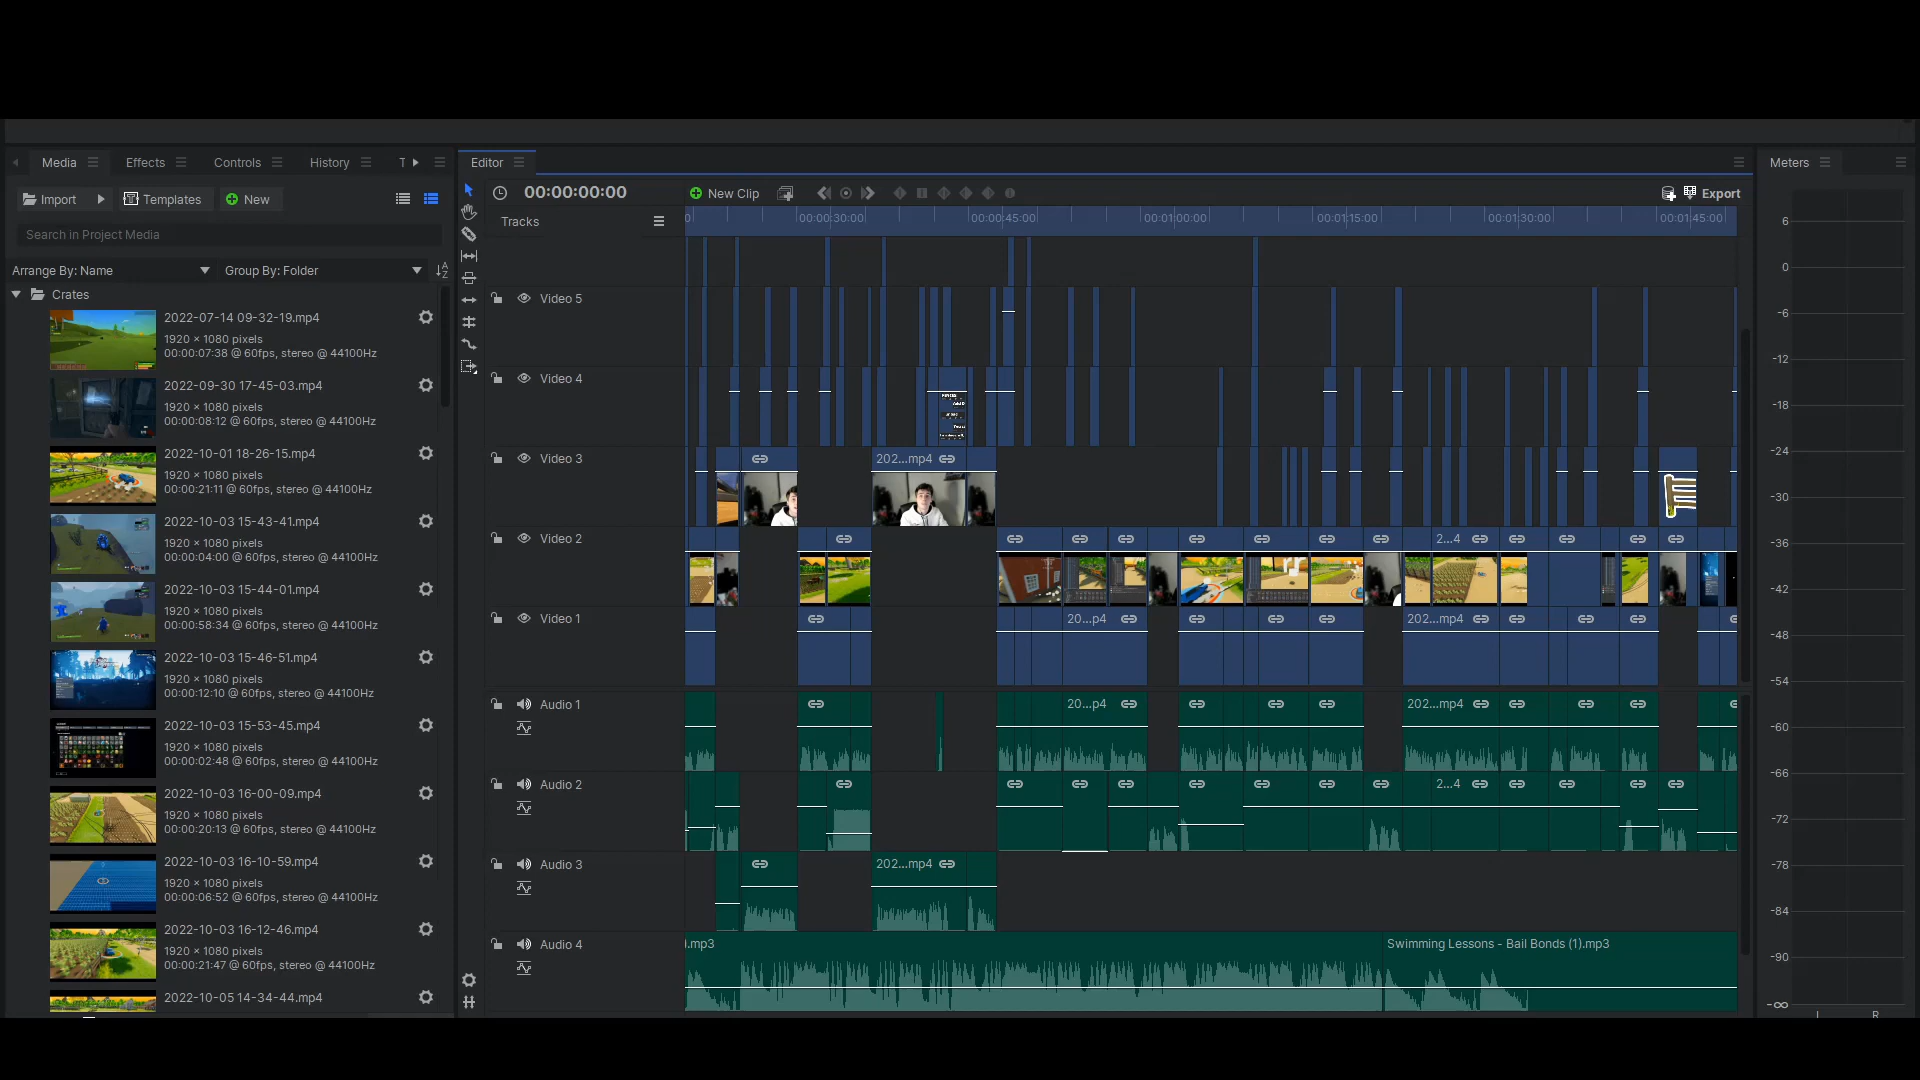 Media
Effects
Controls
History
T
Editor
Meters
Import
Templates
New
00:00:00:00
New Clip
Export
Search in Project Media
Tracks
00:00:30:00
00:00:45:00
00:01:00:00
00:01:15:00
00:01:30:00
00:01:45:00
Arrange By: Name
Group By: Folder
Crates
2022-07-14 09-32-19.mp4
1920 × 1080 pixels
00:00:07:38 @ 60fps, stereo @ 44100Hz
2022-09-30 17-45-03.mp4
1920 × 1080 pixels
00:00:08:12 @ 60fps, stereo @ 44100Hz
2022-10-01 18-26-15.mp4
1920 × 1080 pixels
00:00:21:11 @ 60fps, stereo @ 44100Hz
2022-10-03 15-43-41.mp4
1920 × 1080 pixels
00:00:04:00 @ 60fps, stereo @ 44100Hz
2022-10-03 15-44-01.mp4
1920 × 1080 pixels
00:00:58:34 @ 60fps, stereo @ 44100Hz
2022-10-03 15-46-51.mp4
1920 × 1080 pixels
00:00:12:10 @ 60fps, stereo @ 44100Hz
2022-10-03 15-53-45.mp4
1920 × 1080 pixels
00:00:02:48 @ 60fps, stereo @ 44100Hz
2022-10-03 16-00-09.mp4
1920 × 1080 pixels
00:00:20:13 @ 60fps, stereo @ 44100Hz
2022-10-03 16-10-59.mp4
1920 × 1080 pixels
00:00:06:52 @ 60fps, stereo @ 44100Hz
2022-10-03 16-12-46.mp4
1920 × 1080 pixels
00:00:21:47 @ 60fps, stereo @ 44100Hz
2022-10-05 14-34-44.mp4
Video 5
Video 4
Video 3
202...mp4
Video 2
2...4
Video 1
20...p4
202...mp4
Audio 1
20...p4
202...mp4
Audio 2
2...4
Audio 3
202...mp4
Audio 4
).mp3
Swimming Lessons - Bail Bonds (1).mp3
6
0
-6
-12
-18
-24
-30
-36
-42
-48
-54
-60
-66
-72
-78
-84
-90
-∞
L
R